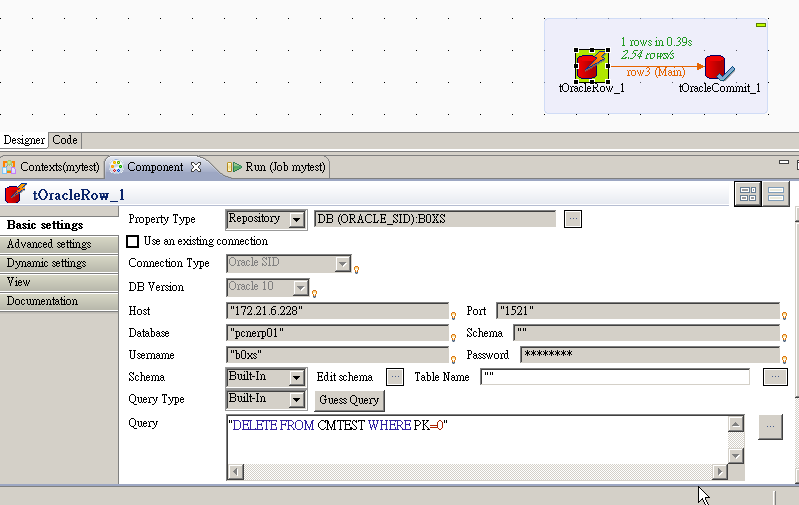 1 rows in 0.39s
2.54 rows/s
row3 (Main)
tOracleRow_1 tOracleCommit_1
Designer Code
Contexts(mytest) Component Run (Job mytest)
tOracleRow_1
Basic settings
Advanced settings
Dynamic settings
View
Documentation
Property Type Repository DB (ORACLE_SID):B0XS ...
Use an existing connection
Connection Type Oracle SID
DB Version Oracle 10
Host "172.21.6.228" Port "1521"
Database "pcnerp01" Schema ""
Username "b0xs" Password ********
Schema Built-In Edit schema ... Table Name "" ...
Query Type Built-In Guess Query
Query "DELETE FROM CMTEST WHERE PK=0" ...